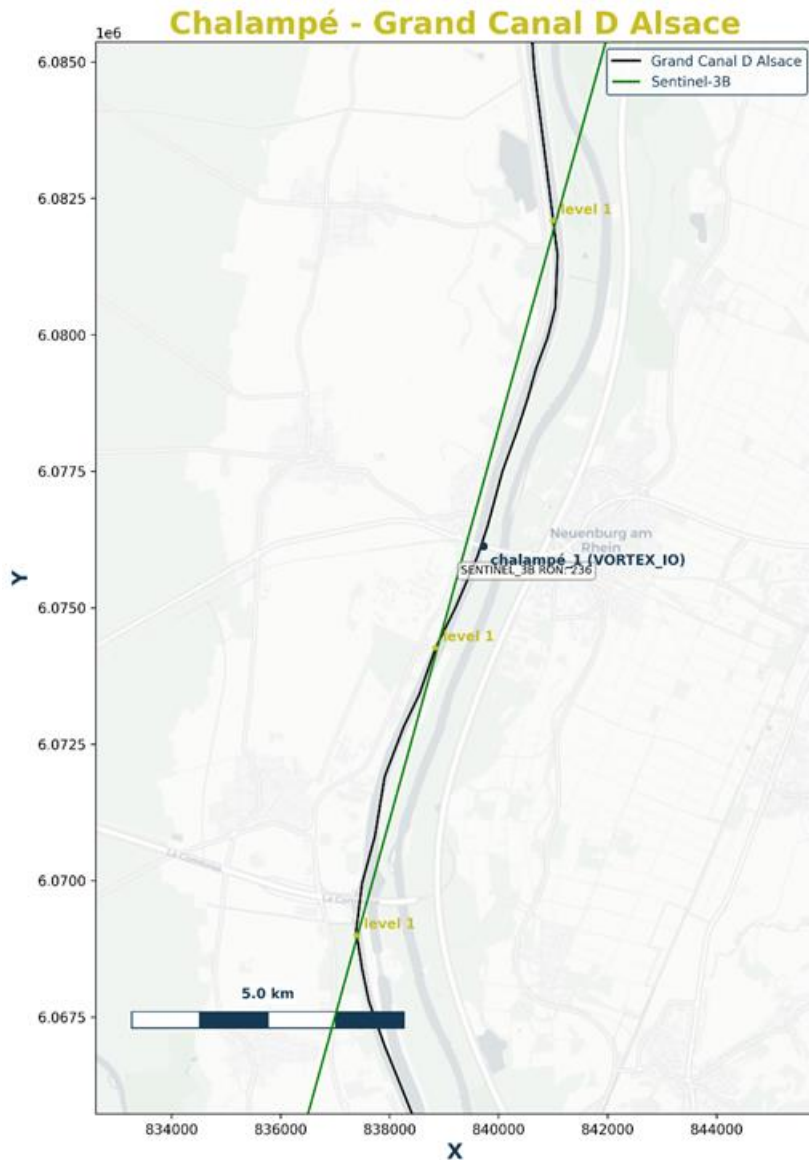 Chalampé - Grand Canal D Alsace
1e6
Grand Canal D Alsace
Sentinel-3B
6.0850
6.0825
level 1
6.0800
6.0775
Neuenburg am
Rhein
chalampé_1 (VORTEX_IO)
SENTINEL_3B RON: 236
Y
6.0750
level 1
6.0725
6.0700
level 1
5.0 km
6.0675
834000 836000 838000 840000 842000 844000
X